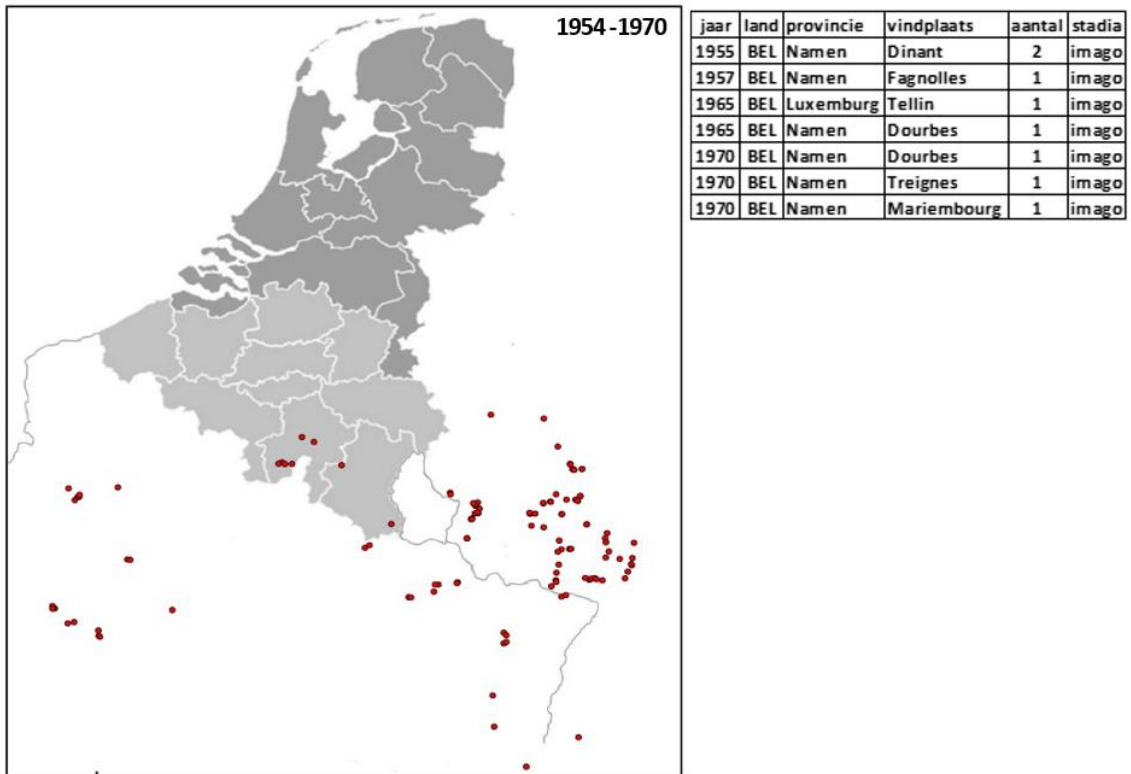 1954 -1970
jaar land provincie vindplaats aantal stadia
1955 BEL Namen Dinant 2 imago
1957 BEL Namen Fagnolles 1 imago
1965 BEL Luxemburg Tellin 1 imago
1965 BEL Namen Dourbes 1 imago
1970 BEL Namen Dourbes 1 imago
1970 BEL Namen Treignes 1 imago
1970 BEL Namen Mariembourg 1 imago